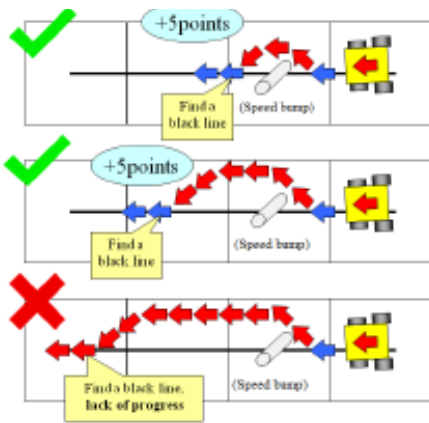 +5points
Find a
black line
(Speed bump)
+5points
Find a
black line
(Speed bump)
Find a black line,
lack of progress
(Speed bump)